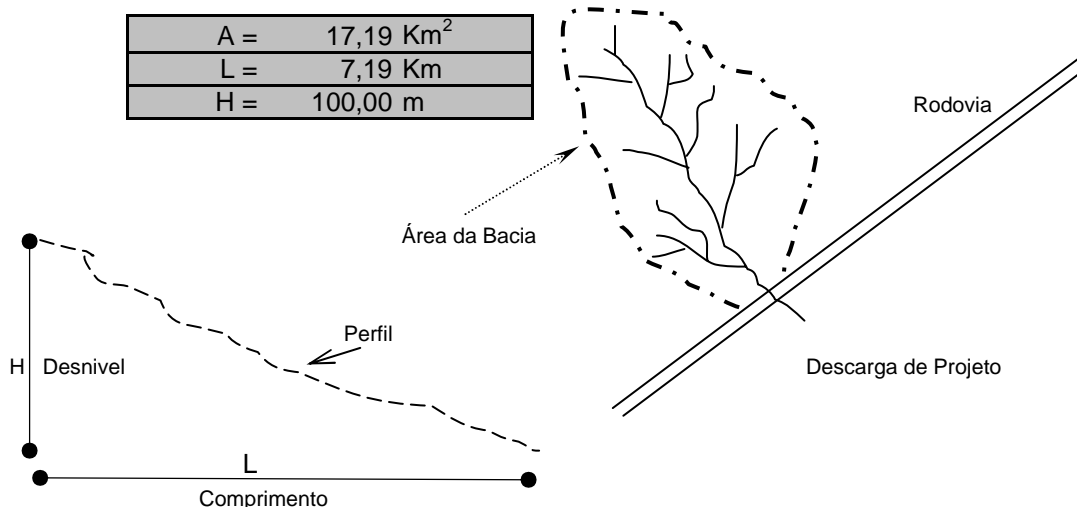 A = 17,19 Km²
L = 7,19 Km
H = 100,00 m
Rodovia
Área da Bacia
Perfil
H Desnivel
Descarga de Projeto
L
Comprimento